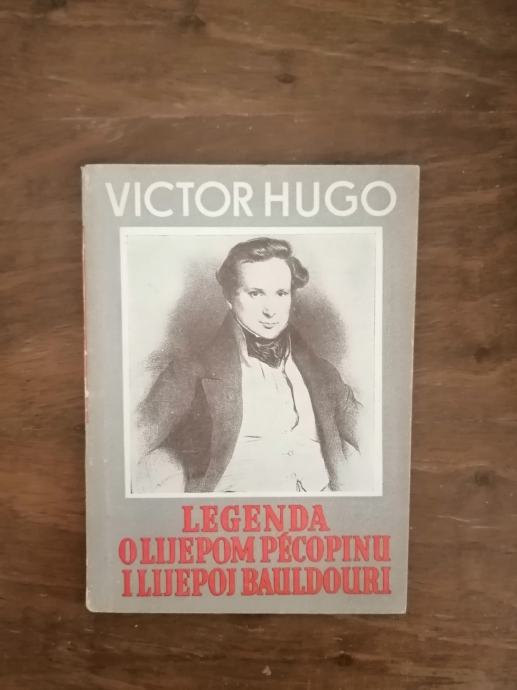 VICTOR HUGO
LEGENDA
O LIJEPOM PÉCOPINU
I LIJEPOJ BAULDOURI